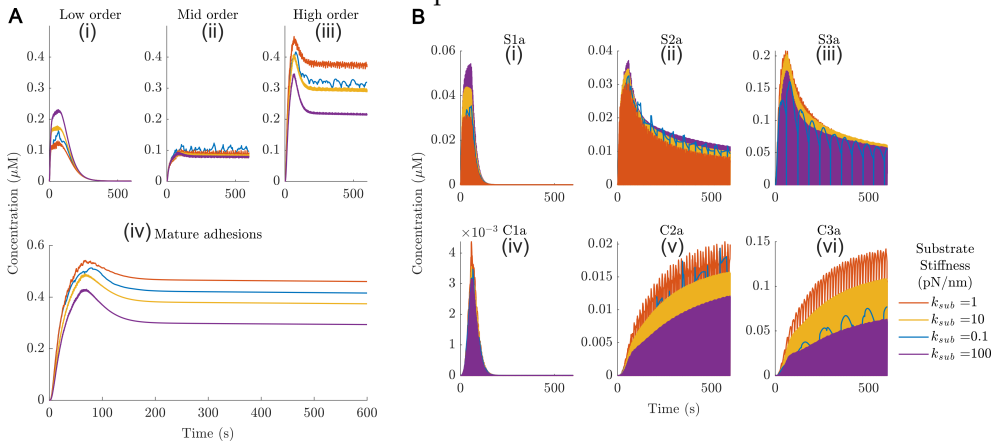 A
B
Low order
(i)
Mid order
(ii)
High order
(iii)
0.4
0.3
0.2
0.1
0
0 500
0.4
0.3
0.2
0.1
0
0 500
0.4
0.3
0.2
0.1
0
0 500
(iv) Mature adhesions
0.6
0.4
0.2
0
0 100 200 300 400 500 600
Time (s)
Concentration (μM)
S1a
(i)
0.06
0.04
0.02
0
0 500
S2a
(ii)
0.04
0.03
0.02
0.01
0
0 500
S3a
(iii)
0.2
0.15
0.1
0.05
0
0 500
×10⁻³
C1a
(iv)
4
3
2
1
0
0 500
C2a
(v)
0.02
0.015
0.01
0.005
0
0 500
C3a
(vi)
0.15
0.1
0.05
0
0 500
Concentration (μM)
Time (s)
Substrate
Stiffness
(pN/nm)
k_sub =1
k_sub =10
k_sub =0.1
k_sub =100